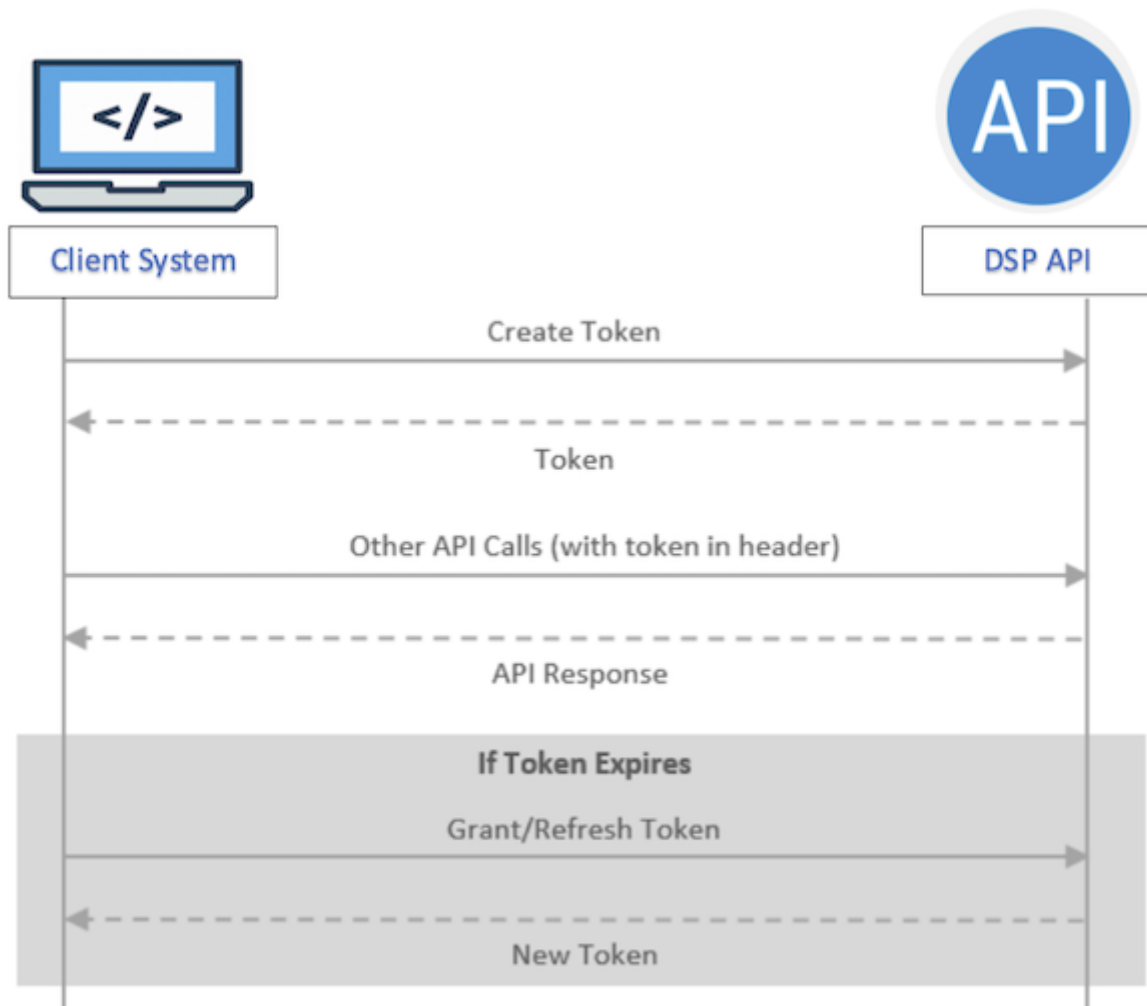 </>
API
Client System
DSP API
Create Token
Token
Other API Calls (with token in header)
API Response
If Token Expires
Grant/Refresh Token
New Token